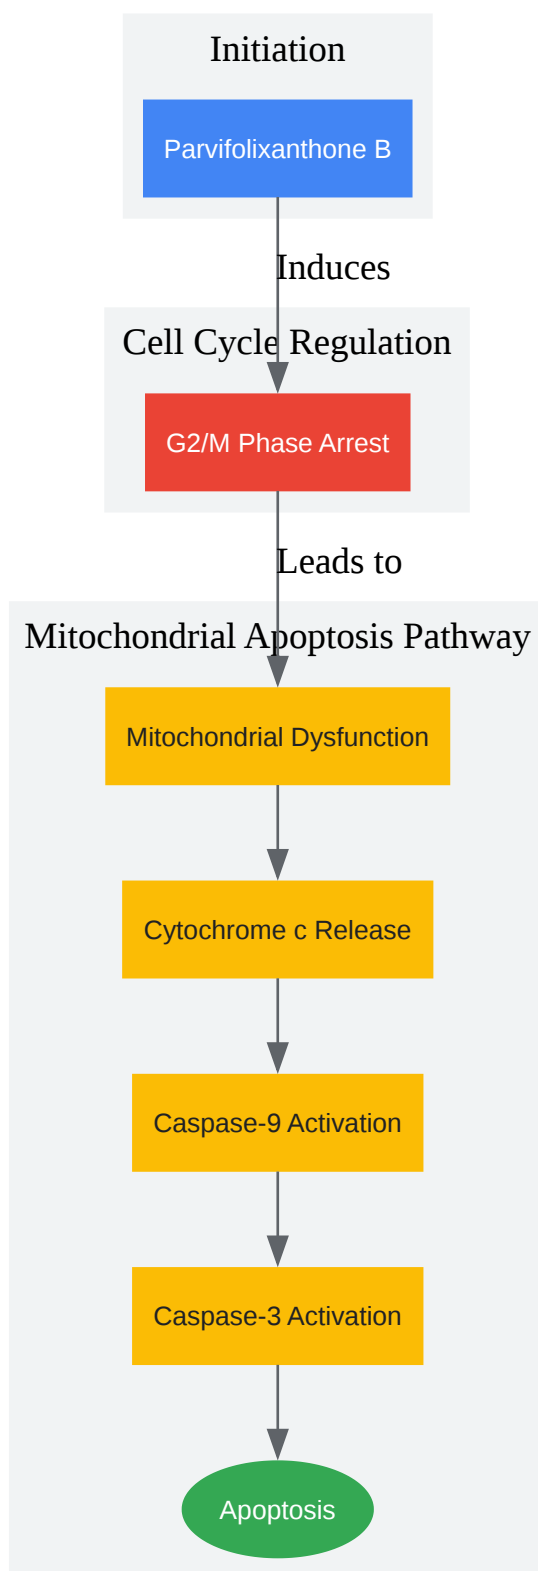 Initiation
Parvifolixanthone B
Induces
Cell Cycle Regulation
G2/M Phase Arrest
Leads to
Mitochondrial Apoptosis Pathway
Mitochondrial Dysfunction
Cytochrome c Release
Caspase-9 Activation
Caspase-3 Activation
Apoptosis